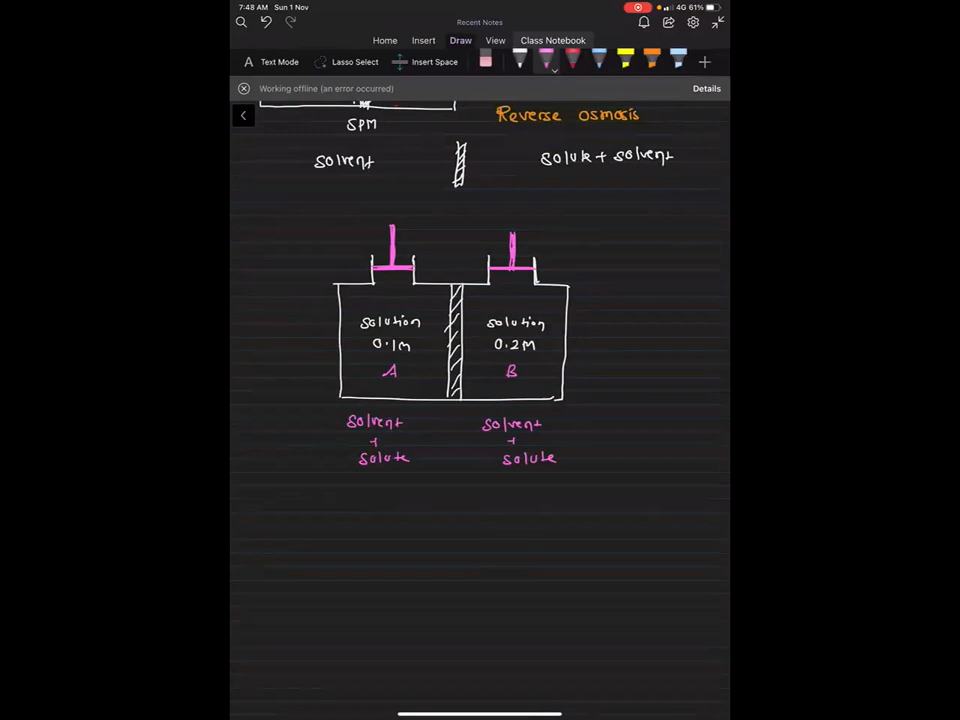 7:48 AM Sun 1 Nov
4G 61%
Recent Notes
Home Insert Draw View Class Notebook
Text Mode Lasso Select Insert Space
Working offline (an error occurred) Details
SPM
Reverse osmosis
solvent
solute + solvent
solution
0.1M
A
solution
0.2M
B
solvent
+
solute
solvent
+
solute